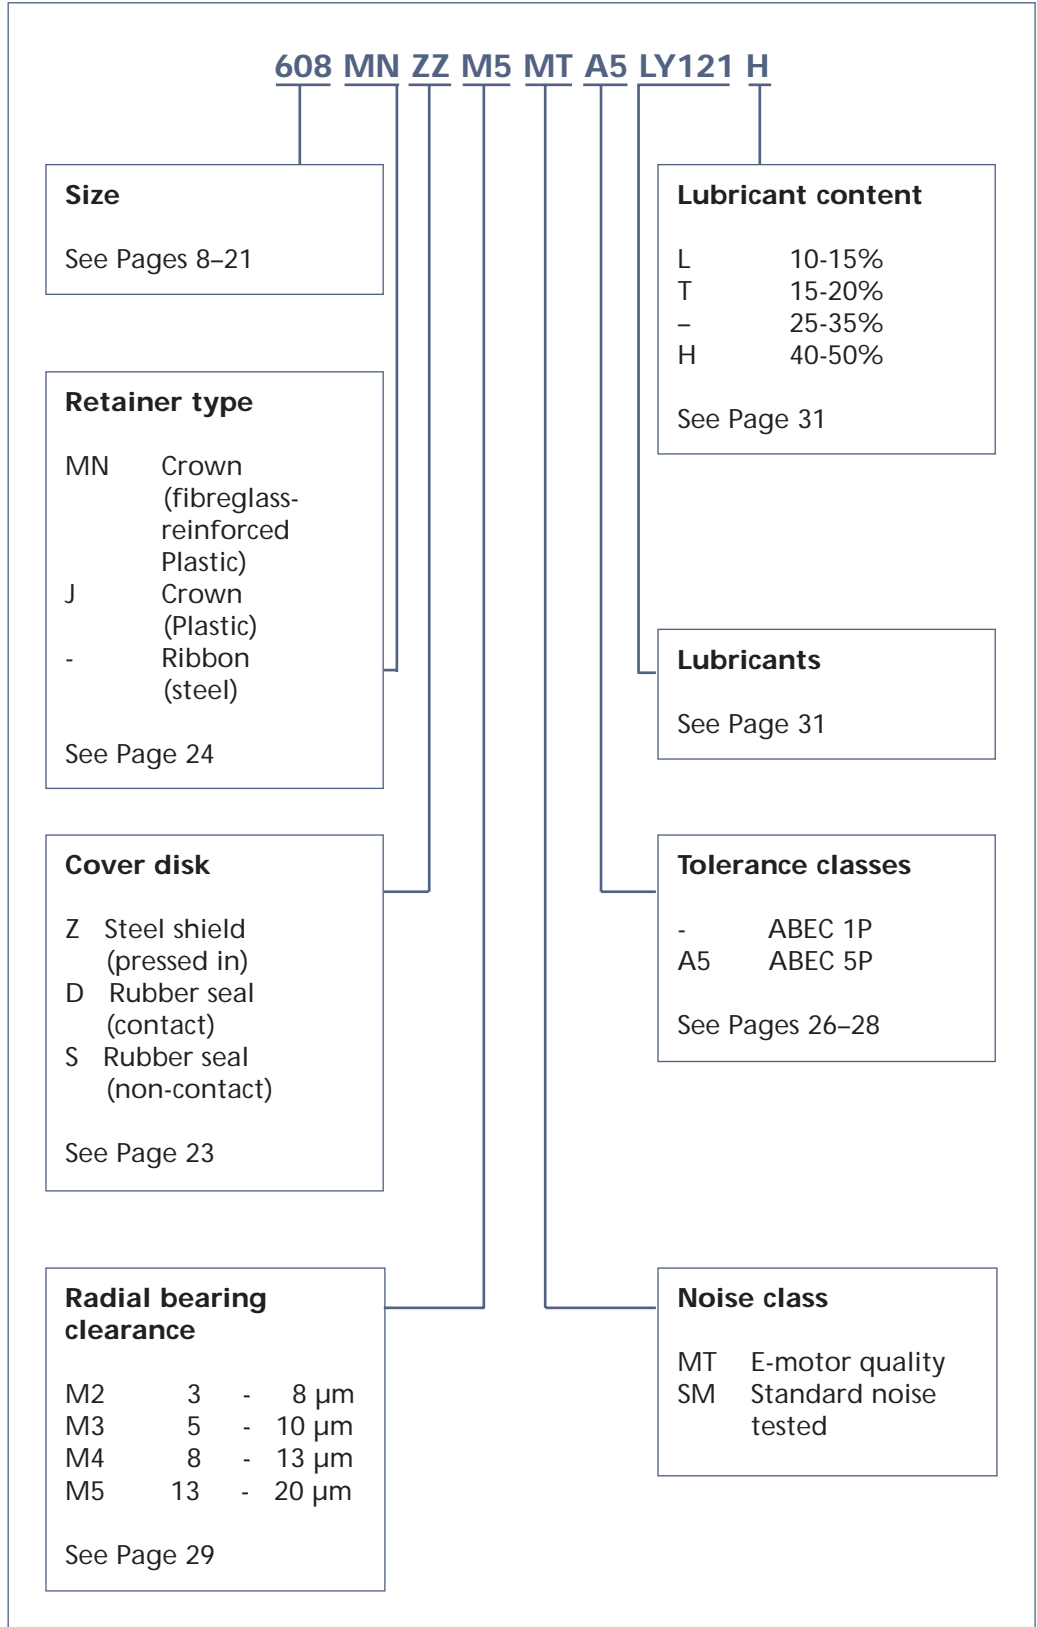 608 MN ZZ M5 MT A5 LY121 H
Size
See Pages 8–21
Retainer type
MN Crown
(fibreglass-
reinforced
Plastic)
J Crown
(Plastic)
- Ribbon
(steel)
See Page 24
Cover disk
Z Steel shield
(pressed in)
D Rubber seal
(contact)
S Rubber seal
(non-contact)
See Page 23
Radial bearing
clearance
M2 3 - 8 µm
M3 5 - 10 µm
M4 8 - 13 µm
M5 13 - 20 µm
See Page 29
Lubricant content
L 10-15%
T 15-20%
– 25-35%
H 40-50%
See Page 31
Lubricants
See Page 31
Tolerance classes
- ABEC 1P
A5 ABEC 5P
See Pages 26–28
Noise class
MT E-motor quality
SM Standard noise
tested